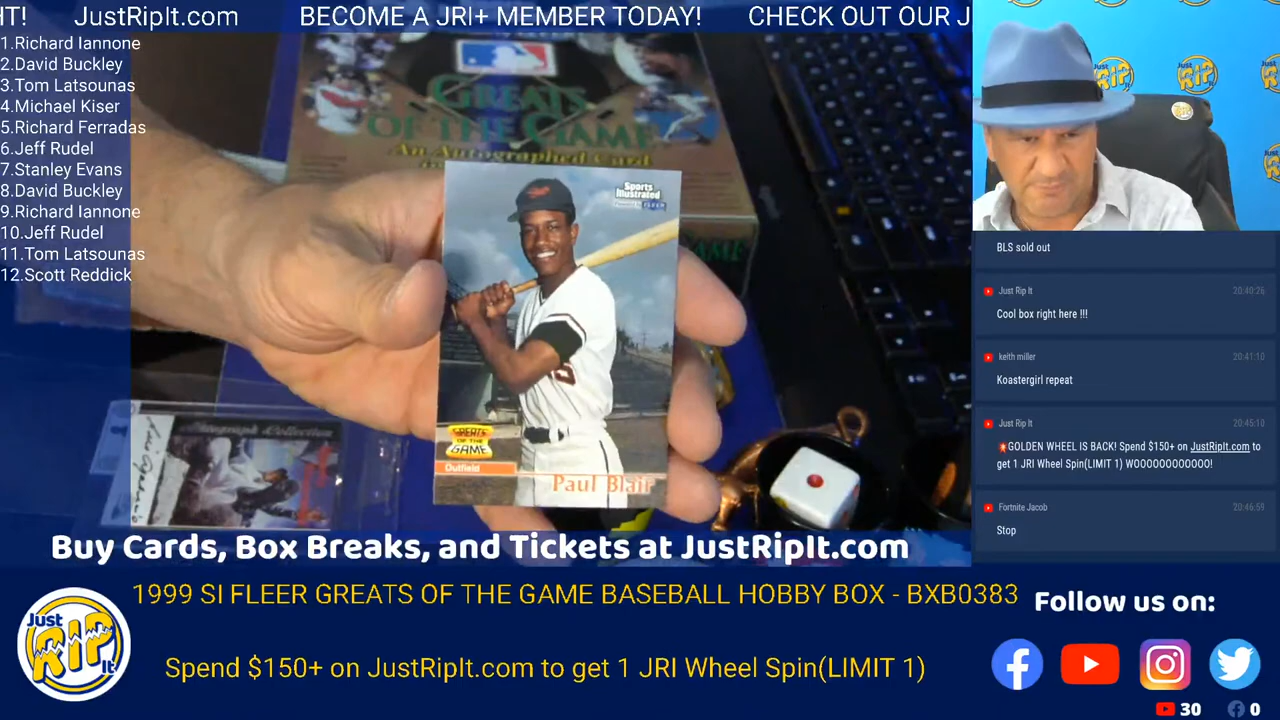 HT! JustRipIt.com BECOME A JRI+ MEMBER TODAY! CHECK OUT OUR J
1.Richard Iannone
2.David Buckley
3.Tom Latsounas
4.Michael Kiser
5.Richard Ferradas
6.Jeff Rudel
7.Stanley Evans
8.David Buckley
9.Richard Iannone
10.Jeff Rudel
11.Tom Latsounas
12.Scott Reddick
GREATS
OF THE GAME
An Autographed Card
Sports
Illustrated
FLEER
GREATS
OF THE
GAME
Outfield
Paul Blair
Autograph Collection
Just
RIP
It
BLS sold out
Just Rip It 20:40:26
Cool box right here !!!
keith miller 20:41:10
Koastergirl repeat
Just Rip It 20:45:10
GOLDEN WHEEL IS BACK! Spend $150+ on JustRipIt.com to
get 1 JRI Wheel Spin(LIMIT 1) WOOOOOOOOOOOO!
Fortnite Jacob 20:46:59
Stop
Buy Cards, Box Breaks, and Tickets at JustRipIt.com
1999 SI FLEER GREATS OF THE GAME BASEBALL HOBBY BOX - BXB0383
Spend $150+ on JustRipIt.com to get 1 JRI Wheel Spin(LIMIT 1)
Just
RIP
It
Follow us on:
30 0